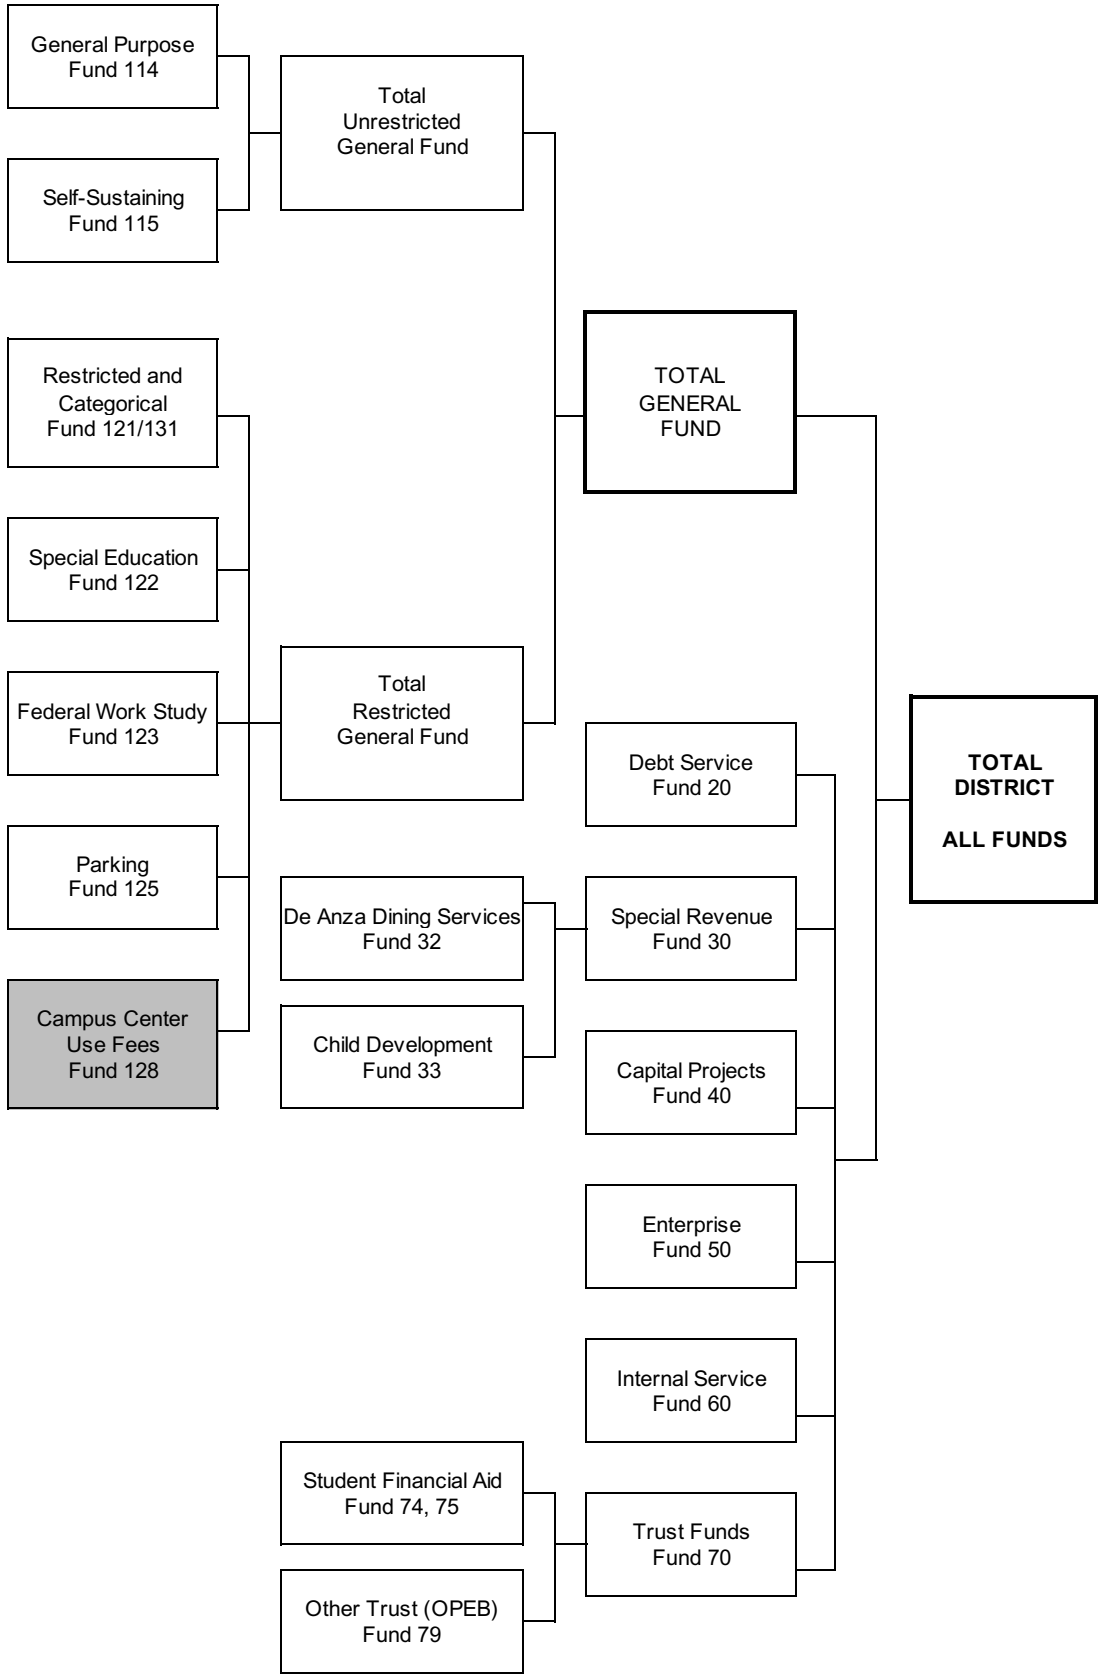 General Purpose
Fund 114
Total
Unrestricted
General Fund
Self-Sustaining
Fund 115
Restricted and
Categorical
Fund 121/131
TOTAL
GENERAL
FUND
Special Education
Fund 122
Federal Work Study
Fund 123
Total
Restricted
General Fund
Debt Service
Fund 20
TOTAL
DISTRICT
ALL FUNDS
Parking
Fund 125
De Anza Dining Services
Fund 32
Special Revenue
Fund 30
Campus Center
Use Fees
Fund 128
Child Development
Fund 33
Capital Projects
Fund 40
Enterprise
Fund 50
Internal Service
Fund 60
Student Financial Aid
Fund 74, 75
Trust Funds
Fund 70
Other Trust (OPEB)
Fund 79